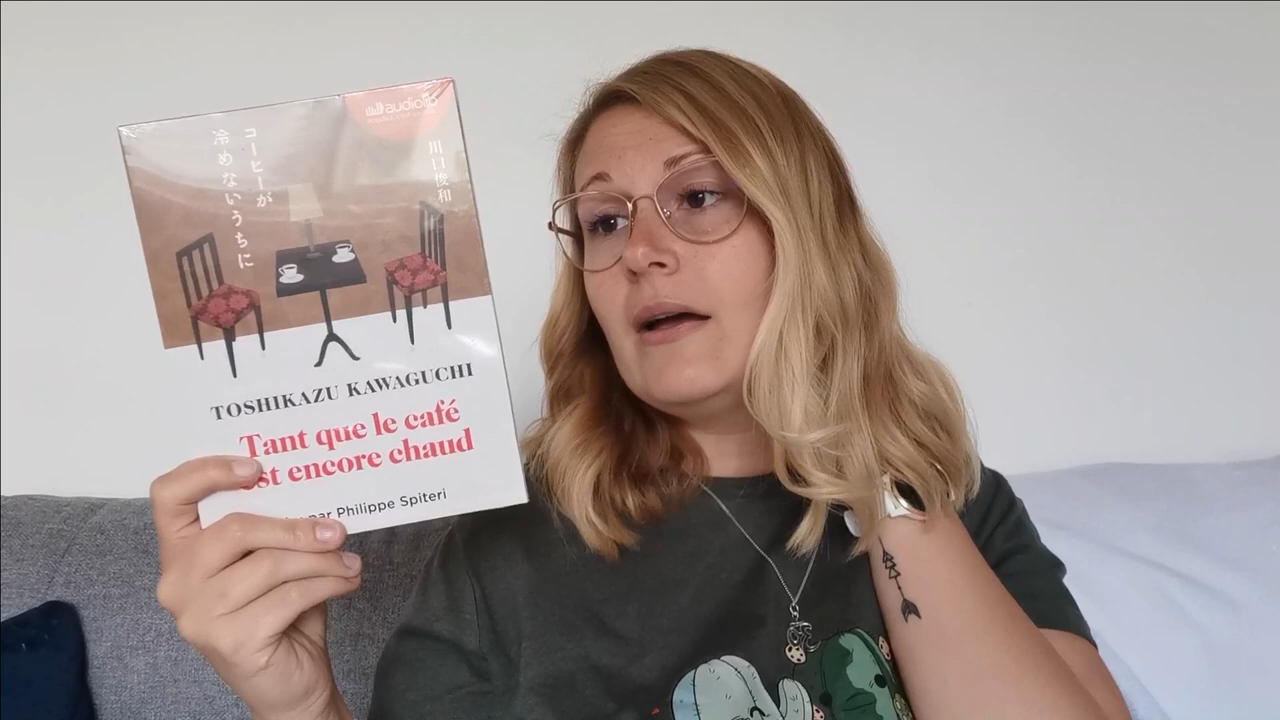 audiolib
コーヒーが
冷めないうちに
川口俊和
TOSHIKAZU KAWAGUCHI
Tant que le café
est encore chaud
par Philippe Spiteri